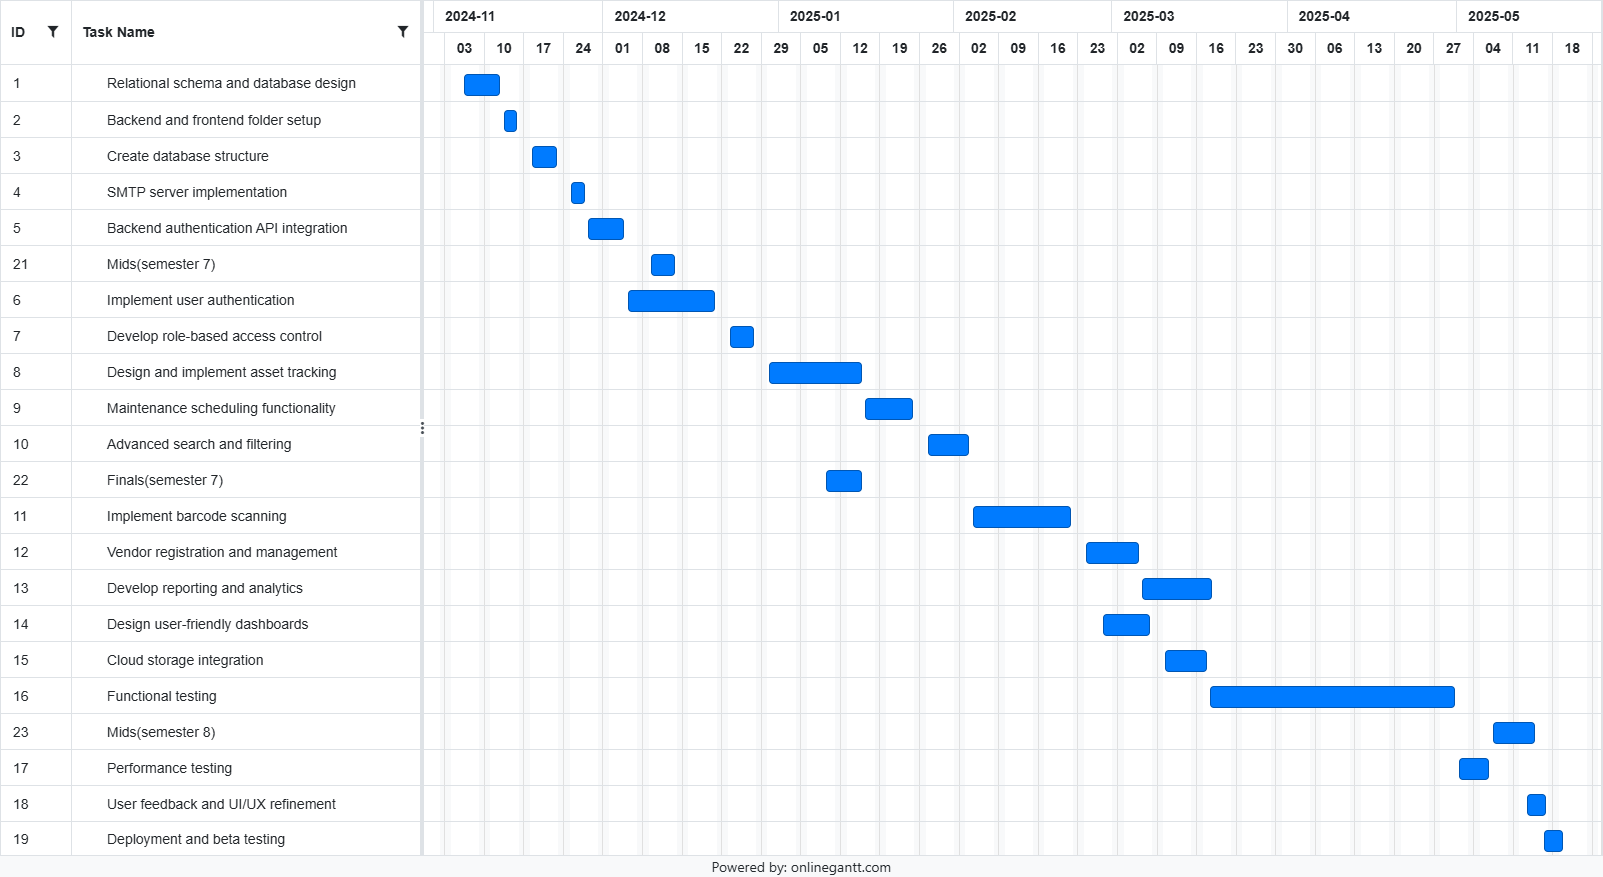 ID Task Name 2024-11 2024-12 2025-01 2025-02 2025-03 2025-04 2025-05
03 10 17 24 01 08 15 22 29 05 12 19 26 02 09 16 23 02 09 16 23 30 06 13 20 27 04 11 18
1 Relational schema and database design
2 Backend and frontend folder setup
3 Create database structure
4 SMTP server implementation
5 Backend authentication API integration
21 Mids(semester 7)
6 Implement user authentication
7 Develop role-based access control
8 Design and implement asset tracking
9 Maintenance scheduling functionality
10 Advanced search and filtering
22 Finals(semester 7)
11 Implement barcode scanning
12 Vendor registration and management
13 Develop reporting and analytics
14 Design user-friendly dashboards
15 Cloud storage integration
16 Functional testing
23 Mids(semester 8)
17 Performance testing
18 User feedback and UI/UX refinement
19 Deployment and beta testing
Powered by: onlinegantt.com